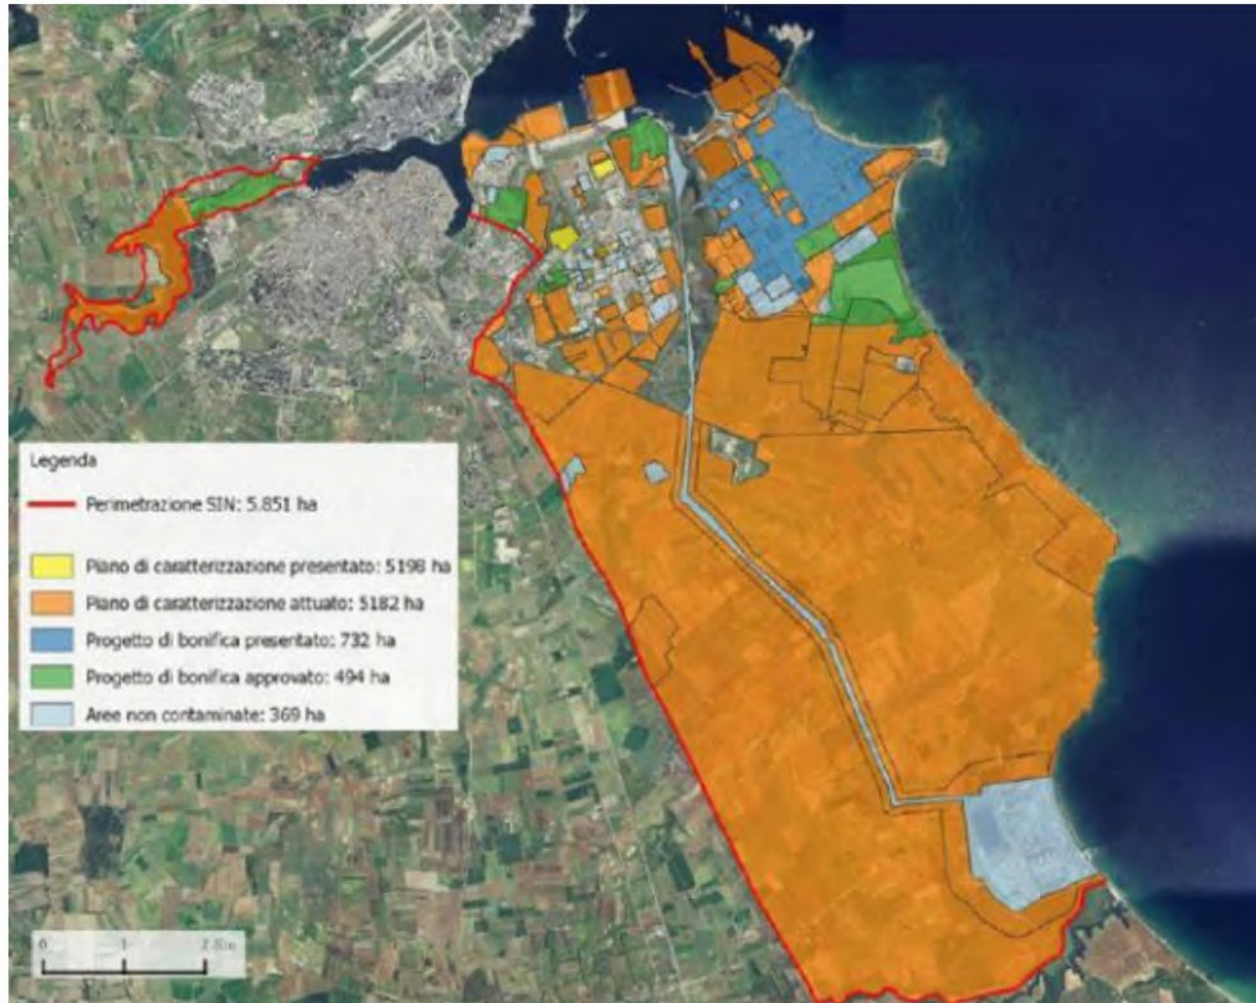 Legenda
Perimetrazione SIN: 5.851 ha
Piano di caratterizzazione presentato: 5198 ha
Piano di caratterizzazione attuato: 5182 ha
Progetto di bonifica presentato: 732 ha
Progetto di bonifica approvato: 494 ha
Aree non contaminate: 369 ha
0 1 2 km